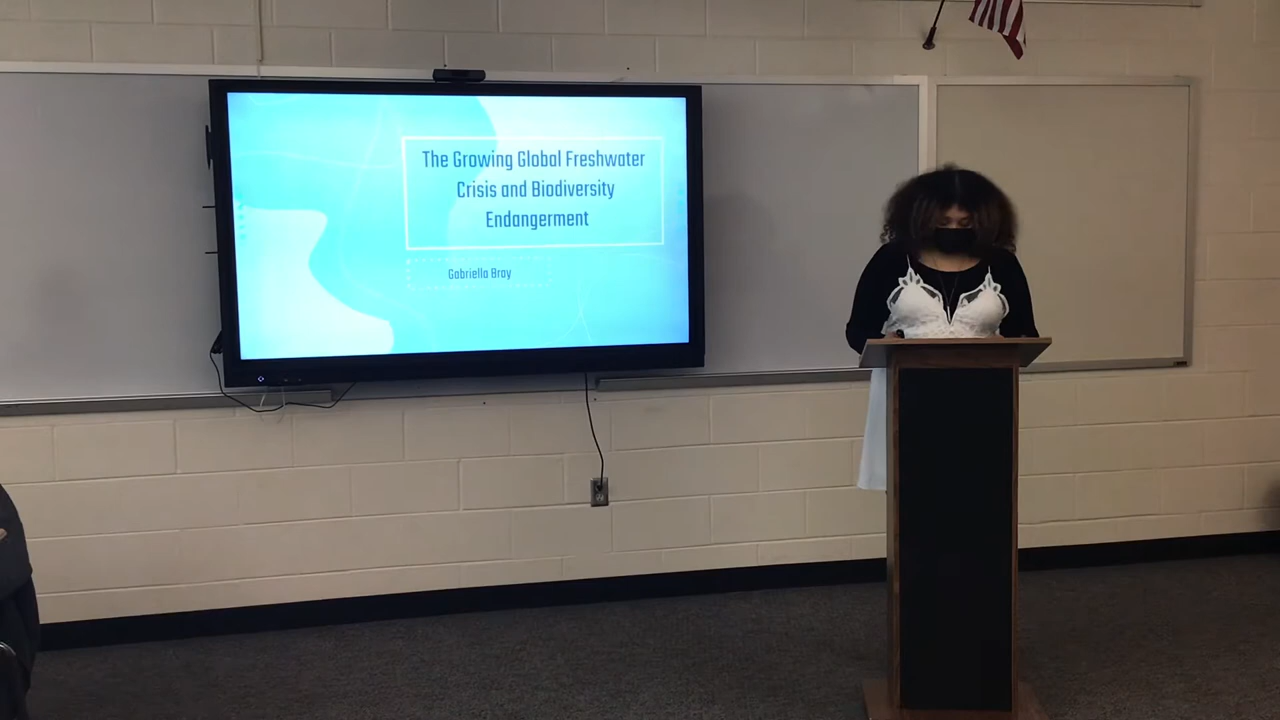 The Growing Global Freshwater
Crisis and Biodiversity
Endangerment
Gabriella Bray